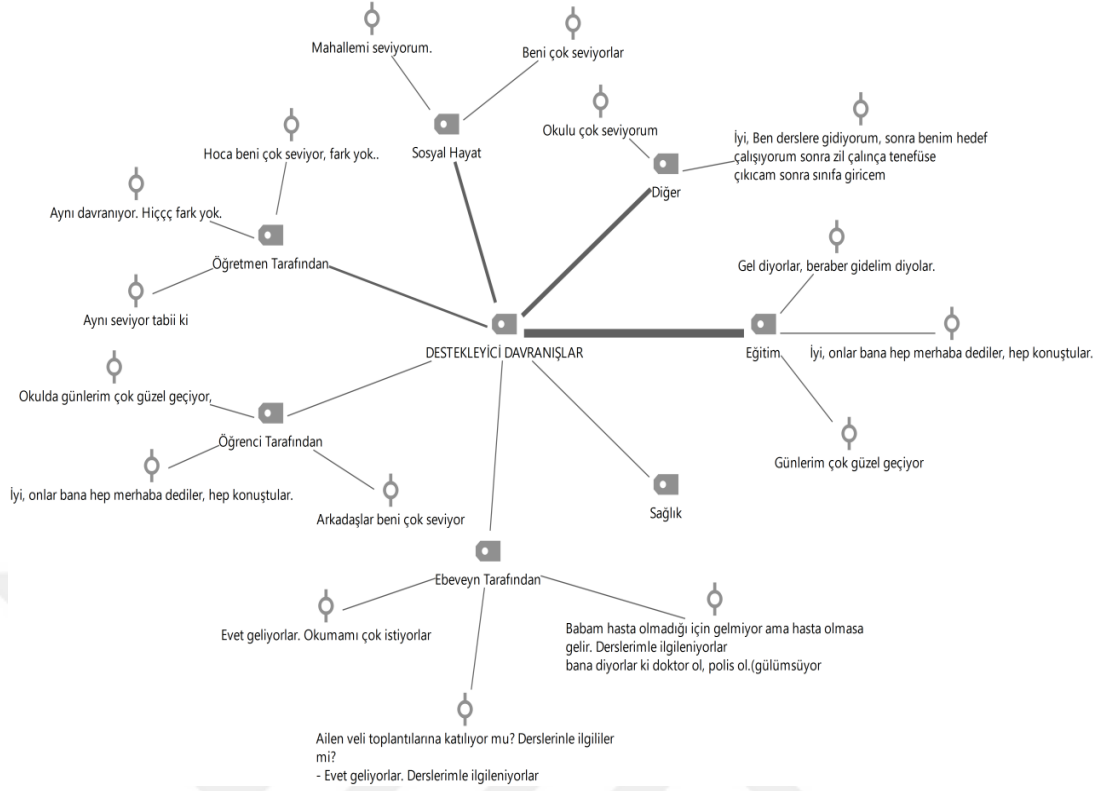 Mahallemi seviyorum.
Beni çok seviyorlar
Sosyal Hayat
Okulu çok seviyorum
İyi, Ben derslere gidiyorum, sonra benim hedef
çalışıyorum sonra zil çalınça tenefüse
çıkıcam sonra sınıfa giricem
Diğer
Hoca beni çok seviyor, fark yok..
Aynı davranıyor. Hiççç fark yok.
Öğretmen Tarafından
Aynı seviyor tabii ki
Gel diyorlar, beraber gidelim diyolar.
DESTEKLEYİCİ DAVRANIŞLAR
Eğitim
İyi, onlar bana hep merhaba dediler, hep konuştular.
Günlerim çok güzel geçiyor
Okulda günlerim çok güzel geçiyor,
Öğrenci Tarafından
İyi, onlar bana hep merhaba dediler, hep konuştular.
Arkadaşlar beni çok seviyor
Sağlık
Ebeveyn Tarafından
Evet geliyorlar. Okumamı çok istiyorlar
Babam hasta olmadığı için gelmiyor ama hasta olmasa
gelir. Derslerimle ilgileniyorlar
bana diyorlar ki doktor ol, polis ol.(gülümsüyor
Ailen veli toplantılarına katılıyor mu? Derslerinle ilgililer
mi?
- Evet geliyorlar. Derslerimle ilgileniyorlar